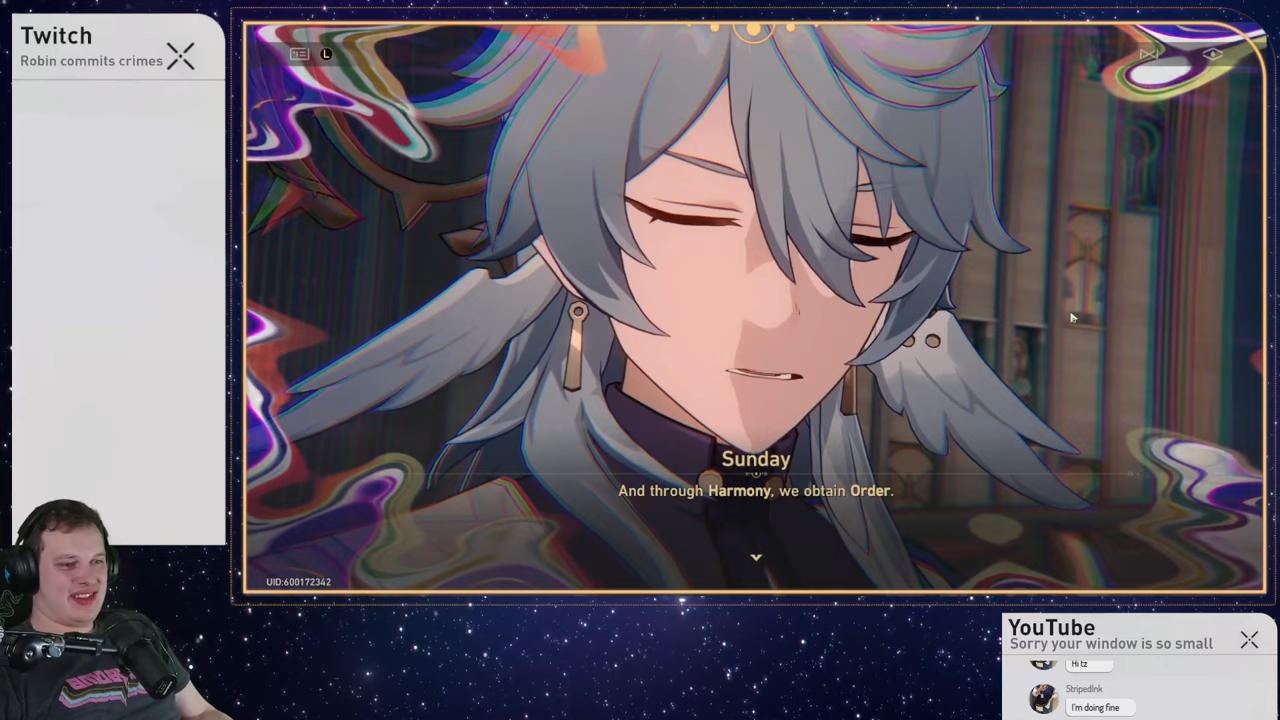 Twitch
Robin commits crimes
L
Sunday
And through Harmony, we obtain Order.
UID:600172342
YouTube
Sorry your window is so small
Hi tz
StripedInk
I'm doing fine